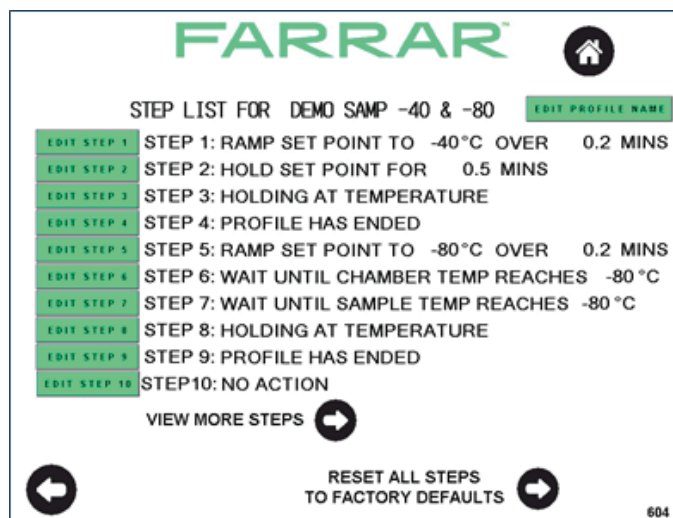 FARRAR™
STEP LIST FOR DEMO SAMP -40 & -80
EDIT PROFILE NAME
EDIT STEP 1 STEP 1: RAMP SET POINT TO -40°C OVER 0.2 MINS
EDIT STEP 2 STEP 2: HOLD SET POINT FOR 0.5 MINS
EDIT STEP 3 STEP 3: HOLDING AT TEMPERATURE
EDIT STEP 4 STEP 4: PROFILE HAS ENDED
EDIT STEP 5 STEP 5: RAMP SET POINT TO -80°C OVER 0.2 MINS
EDIT STEP 6 STEP 6: WAIT UNTIL CHAMBER TEMP REACHES -80°C
EDIT STEP 7 STEP 7: WAIT UNTIL SAMPLE TEMP REACHES -80°C
EDIT STEP 8 STEP 8: HOLDING AT TEMPERATURE
EDIT STEP 9 STEP 9: PROFILE HAS ENDED
EDIT STEP 10 STEP10: NO ACTION
VIEW MORE STEPS
RESET ALL STEPS
TO FACTORY DEFAULTS
604